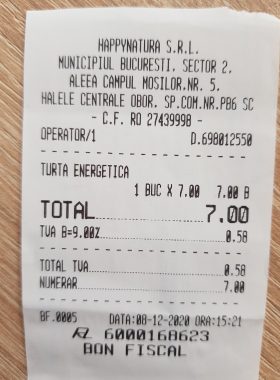 HAPPYNATURA S.R.L.
MUNICIPIUL BUCURESTI, SECTOR 2,
ALEEA CAMPUL MOSILOR,NR. 5,
HALELE CENTRALE OBOR, SP.COM.NR.PB6 SC
- C.F. RO 27439998 -
OPERATOR/1 D.698012550
TURTA ENERGETICA
1 BUC X 7.00 7.00 B
TOTAL 7.00
TVA B=9.00% 0.58
TOTAL TVA 0.58
NUMERAR 7.00
BF.0005 DATA:08-12-2020 ORA:15:21
6000168623
BON FISCAL